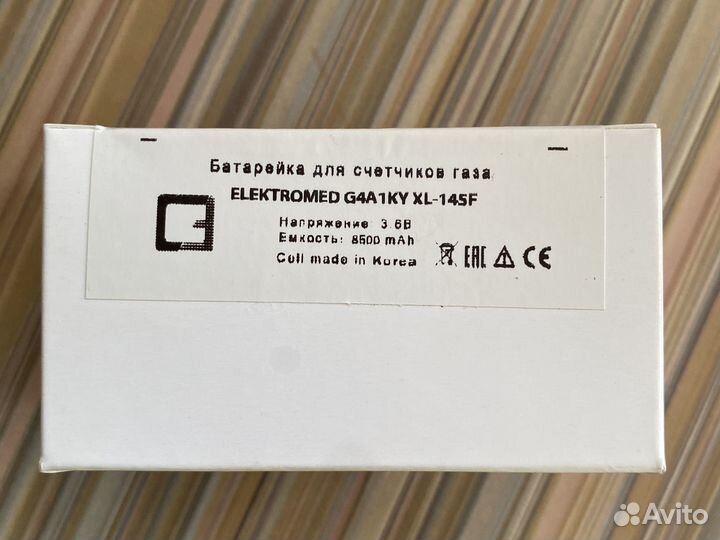 Батарейка для счетчиков газа
ELEKTROMED G4A1KY XL-145F
Напряжение: 3.6В
Емкость: 8500 mAh
Cell made in Korea
EAC CE
Avito